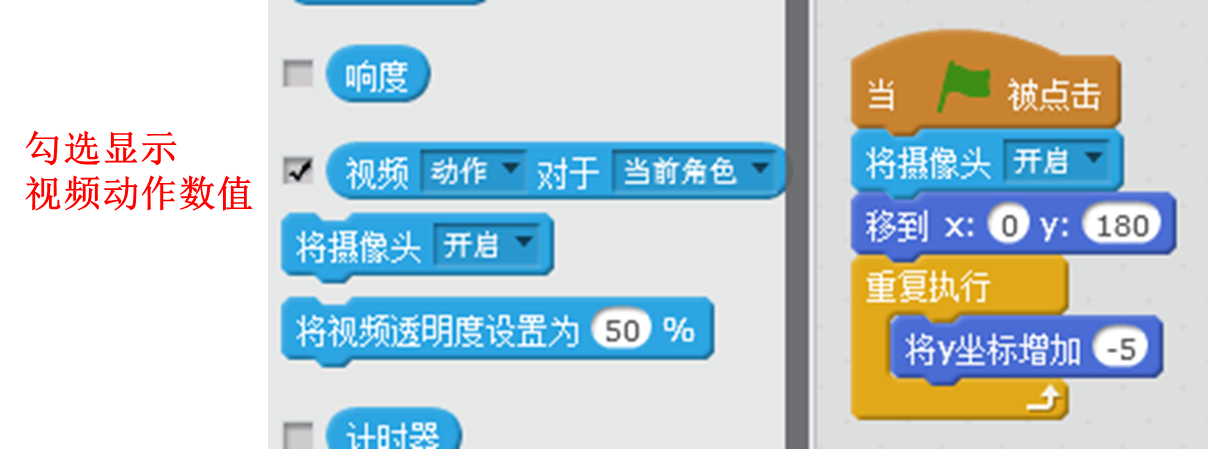 勾选显示
视频动作数值
响度
视频 动作 对于 当前角色
将摄像头 开启
将视频透明度设置为 50 %
计时器
当 被点击
将摄像头 开启
移到 x: 0 y: 180
重复执行
将y坐标增加 -5